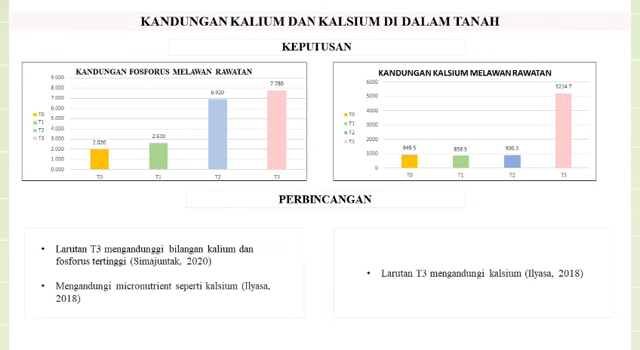 KANDUNGAN KALIUM DAN KALSIUM DI DALAM TANAH
KEPUTUSAN
KANDUNGAN FOSFORUS MELAWAN RAWATAN
9.000
8.000
7.000
6.000
5.000
4.000
3.000
2.000
1.000
0.000
2.020
2.630
6.920
7.780
T0
T1
T2
T3
T0
T1
T2
T3
KANDUNGAN KALSIUM MELAWAN RAWATAN
6000
5000
4000
3000
2000
1000
0
949.5
858.5
920.3
5214.7
T0
T1
T2
T3
T0
T1
T2
T3
PERBINCANGAN
• Larutan T3 mengandunggi bilangan kalium dan
fosforus tertinggi (Simajuntak, 2020)
• Mengandungi micronutrient seperti kalsium (Ilyasa,
2018)
• Larutan T3 mengandungi kalsium (Ilyasa, 2018)